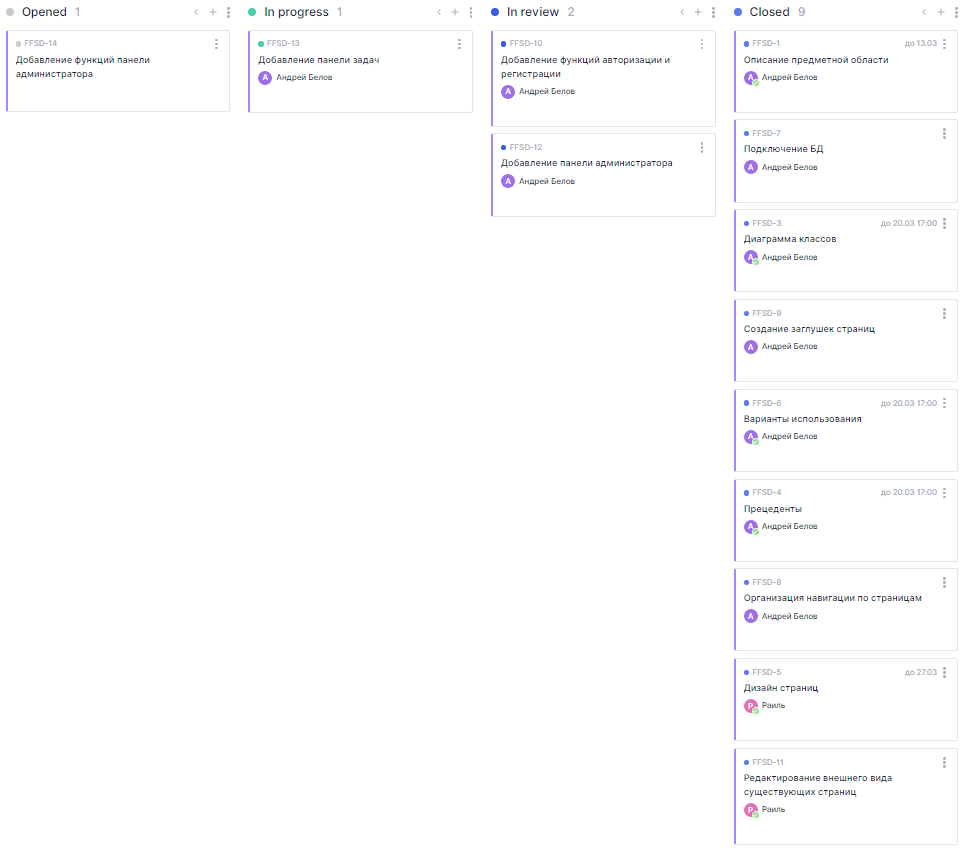 Opened 1
FFSD-14
Добавление функций панели
администратора
In progress 1
FFSD-13
Добавление панели задач
А Андрей Белов
In review 2
FFSD-10
Добавление функций авторизации и
регистрации
А Андрей Белов
FFSD-12
Добавление панели администратора
А Андрей Белов
Closed 9
FFSD-1 до 13.03
Описание предметной области
А Андрей Белов
FFSD-7
Подключение БД
А Андрей Белов
FFSD-3 до 20.03 17:00
Диаграмма классов
А Андрей Белов
FFSD-9
Создание заглушек страниц
А Андрей Белов
FFSD-6 до 20.03 17:00
Варианты использования
А Андрей Белов
FFSD-4 до 20.03 17:00
Прецеденты
А Андрей Белов
FFSD-8
Организация навигации по страницам
А Андрей Белов
FFSD-5 до 27.03
Дизайн страниц
Р Раиль
FFSD-11
Редактирование внешнего вида
существующих страниц
Р Раиль